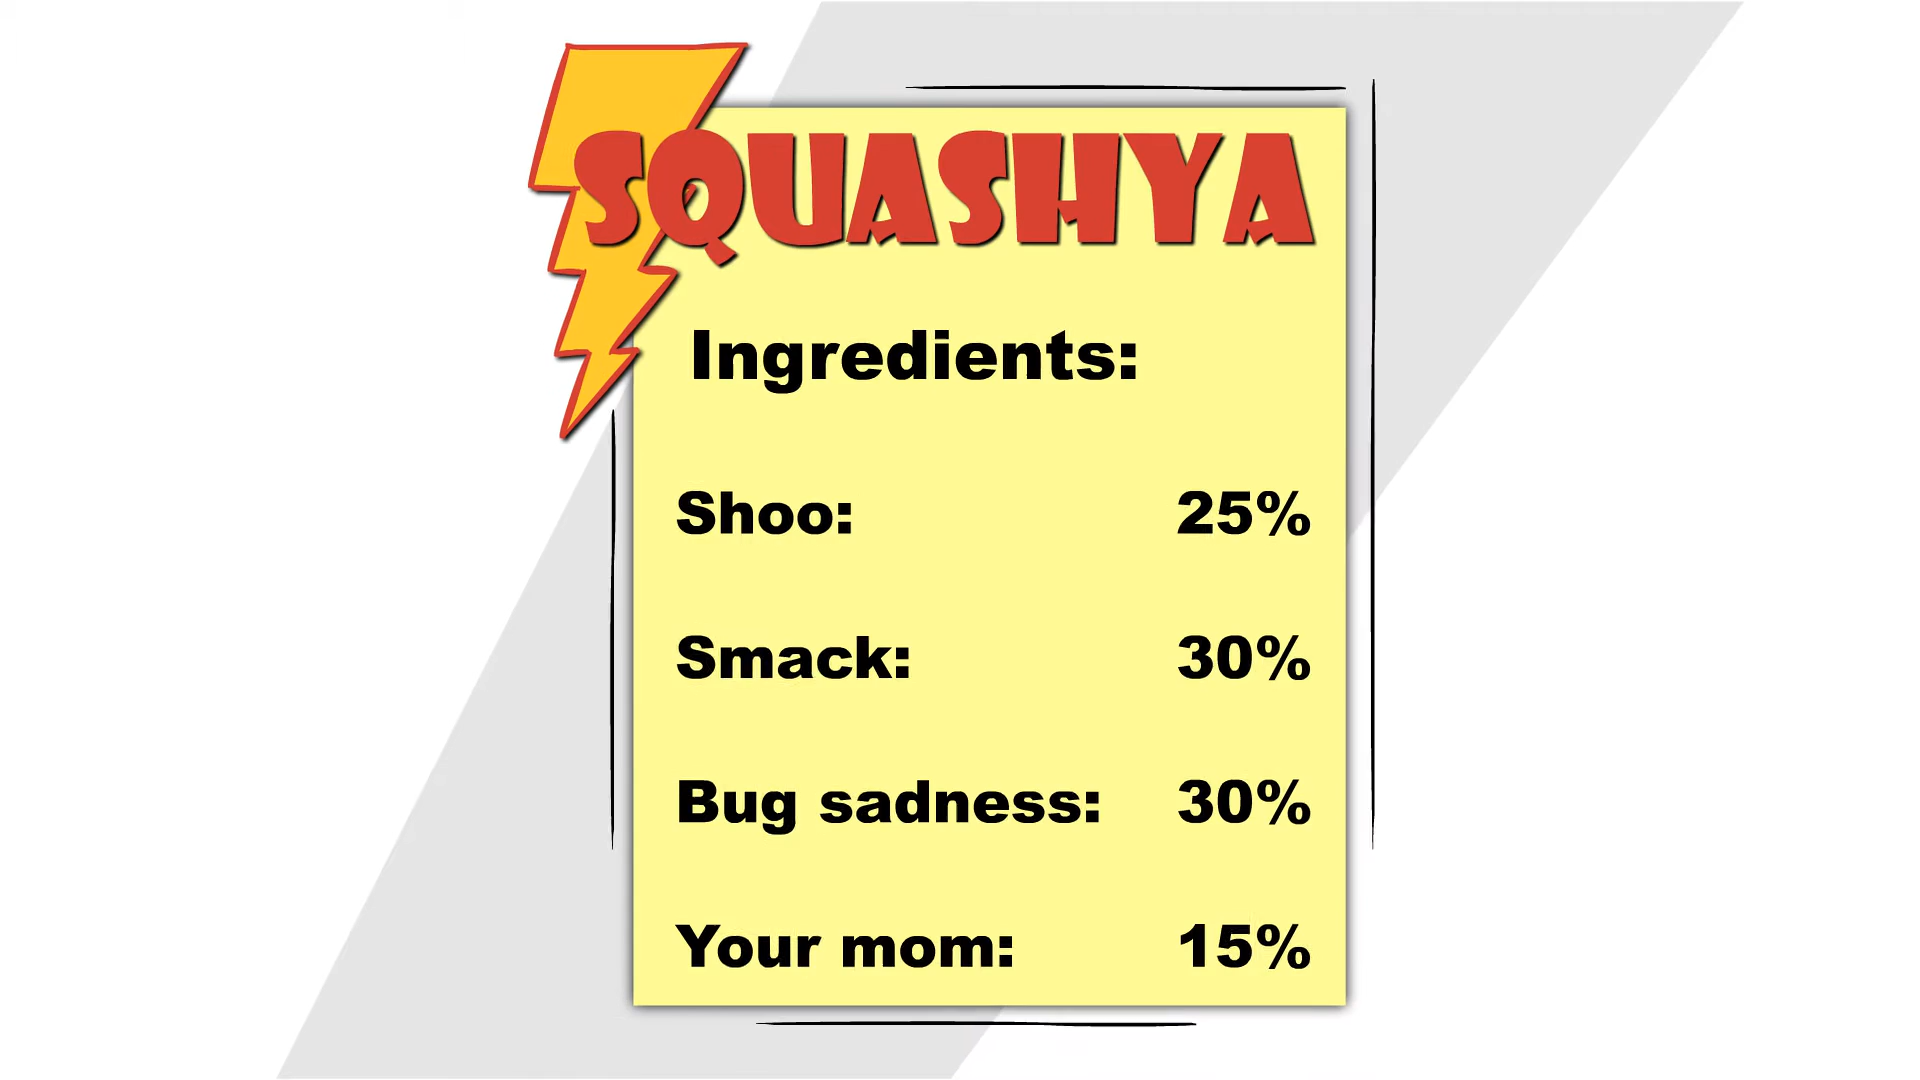 SQUASHYA
Ingredients:
Shoo: 25%
Smack: 30%
Bug sadness: 30%
Your mom: 15%